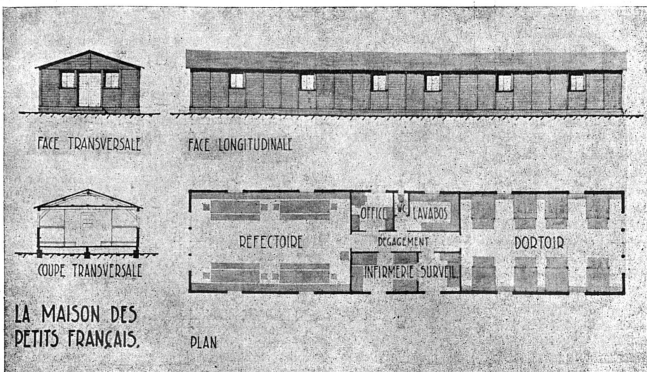 FACE TRANSVERSALE
FACE LONGITUDINALE
COUPE TRANSVERSALE
RÉFECTOIRE
OFFICE
WC
LAVABOS
DÉGAGEMENT
INFIRMERIE SURVEIL
DORTOIR
LA MAISON DES
PETITS FRANÇAIS.
PLAN